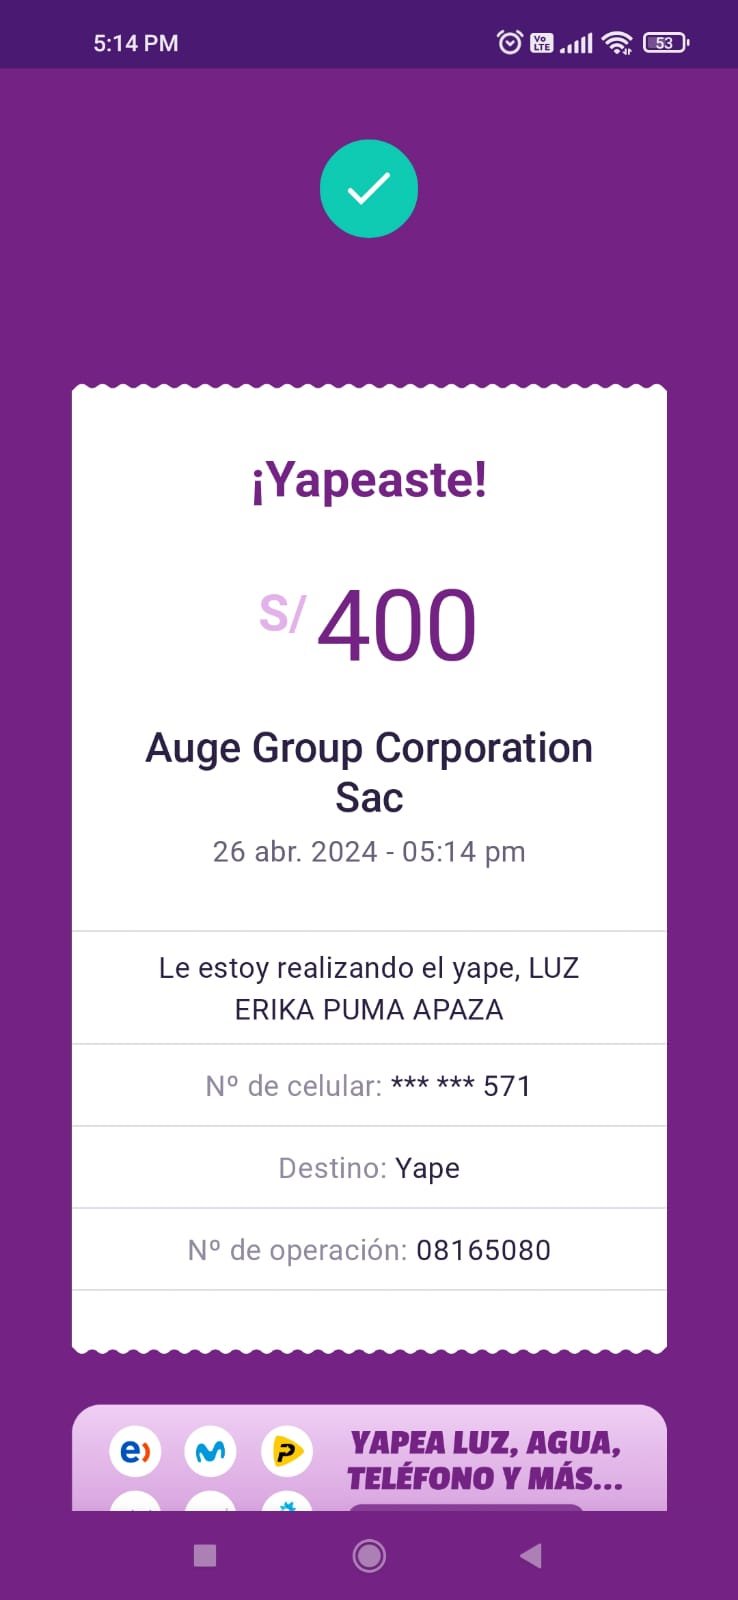 5:14 PM
Vo LTE
53
¡Yapeaste!
S/ 400
Auge Group Corporation
Sac
26 abr. 2024 - 05:14 pm
Le estoy realizando el yape, LUZ
ERIKA PUMA APAZA
Nº de celular: *** *** 571
Destino: Yape
Nº de operación: 08165080
e)
P
YAPEA LUZ, AGUA,
TELÉFONO Y MÁS...